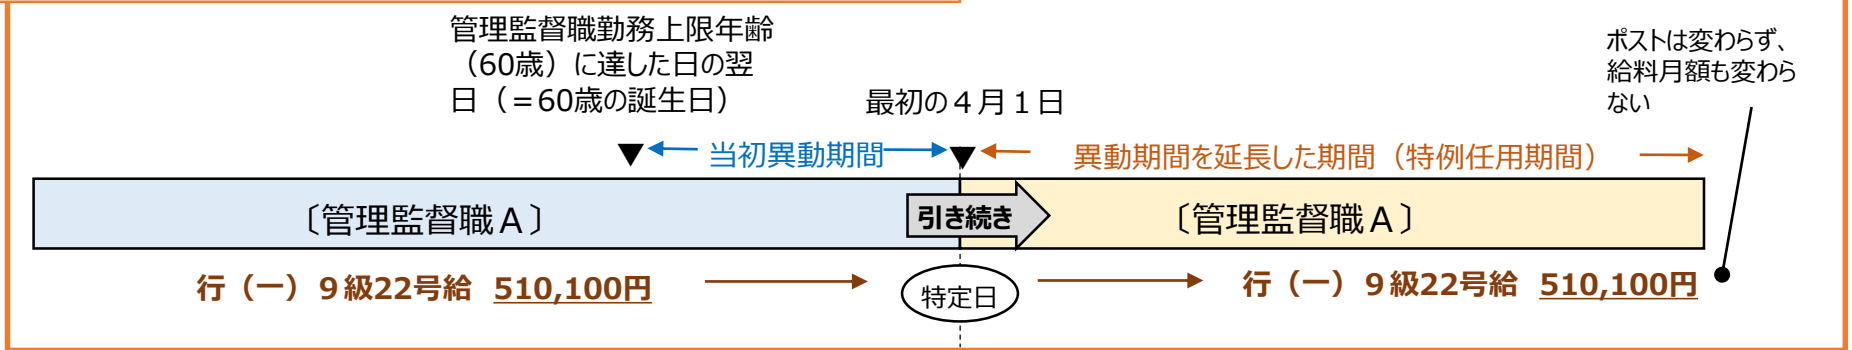 管理監督職勤務上限年齢
（60歳）に達した日の翌
日（＝60歳の誕生日）
最初の４月１日
ポストは変わらず、
給料月額も変わら
ない
当初異動期間
異動期間を延長した期間（特例任用期間）
〔管理監督職Ａ〕
引き続き
〔管理監督職Ａ〕
行（一）９級22号給 510,100円
特定日
行（一）９級22号給 510,100円